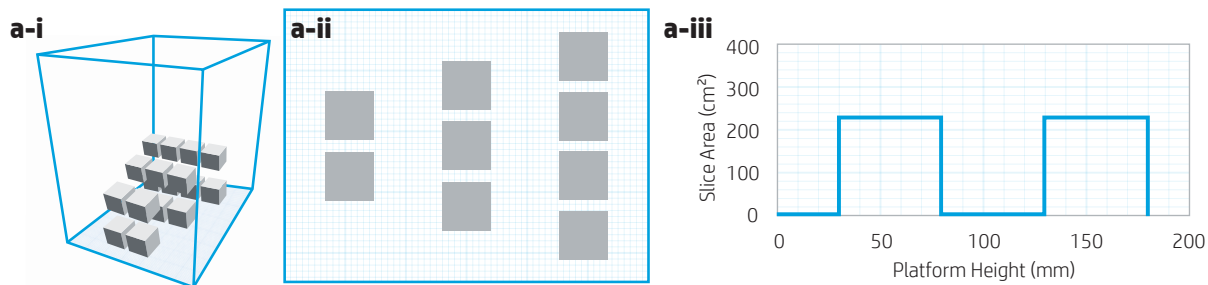 a-i
a-ii
a-iii
400
300
200
100
0
Slice Area (cm²)
0 50 100 150 200
Platform Height (mm)